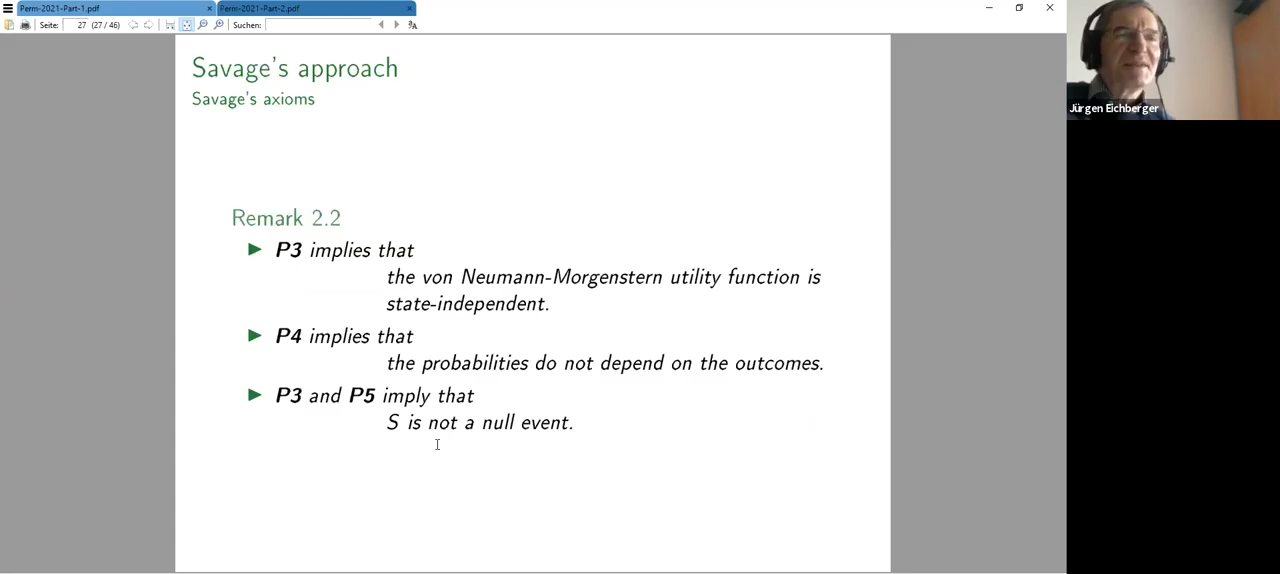 Perm-2021-Part-1.pdf
Perm-2021-Part-2.pdf
Seite: 27 (27 / 46) Suchen:
Savage's approach
Savage's axioms
Remark 2.2
P3 implies that
the von Neumann-Morgenstern utility function is
state-independent.
P4 implies that
the probabilities do not depend on the outcomes.
P3 and P5 imply that
S is not a null event.
Jürgen Eichberger